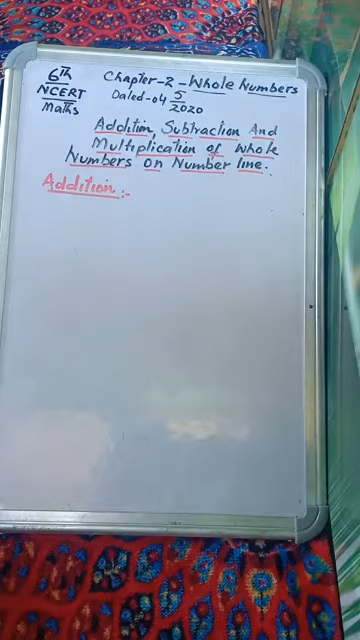 6Th Chapter-2-Whole Numbers
NCERT Dated-04/5/2020
Maths
Addition, Subtraction And
Multiplication of Whole
Numbers on Number line.
Addition:-